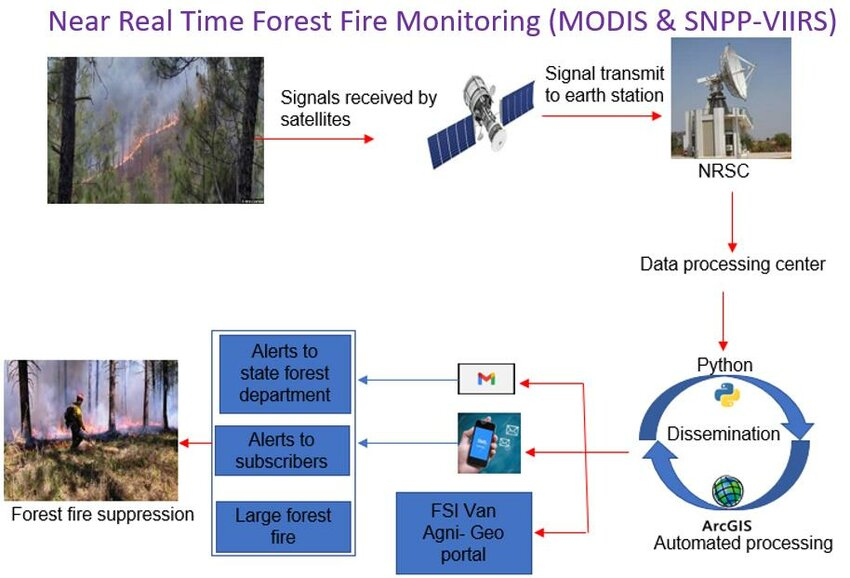 Near Real Time Forest Fire Monitoring (MODIS & SNPP-VIIRS)
Signals received by
satellites
Signal transmit
to earth station
NRSC
Data processing center
Python
Dissemination
ArcGIS
Automated processing
Alerts to
state forest
department
Alerts to
subscribers
Large forest
fire
FSI Van
Agni- Geo
portal
Forest fire suppression